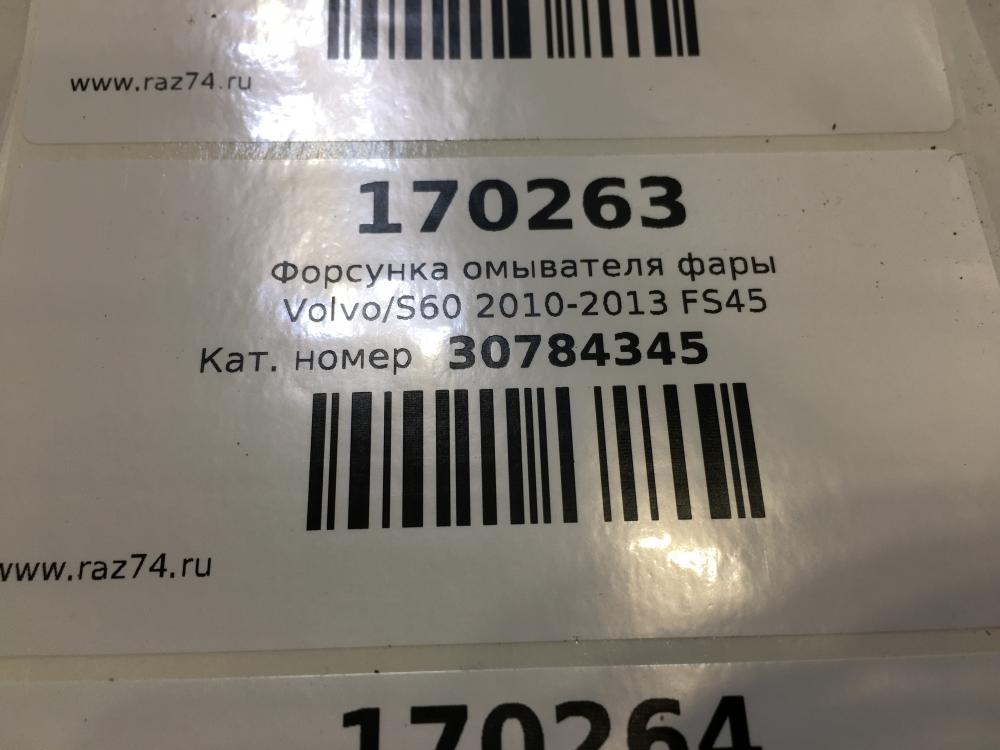 www.raz74.ru
170263
Форсунка омывателя фары
Volvo/S60 2010-2013 FS45
Кат. номер 30784345
www.raz74.ru
170264